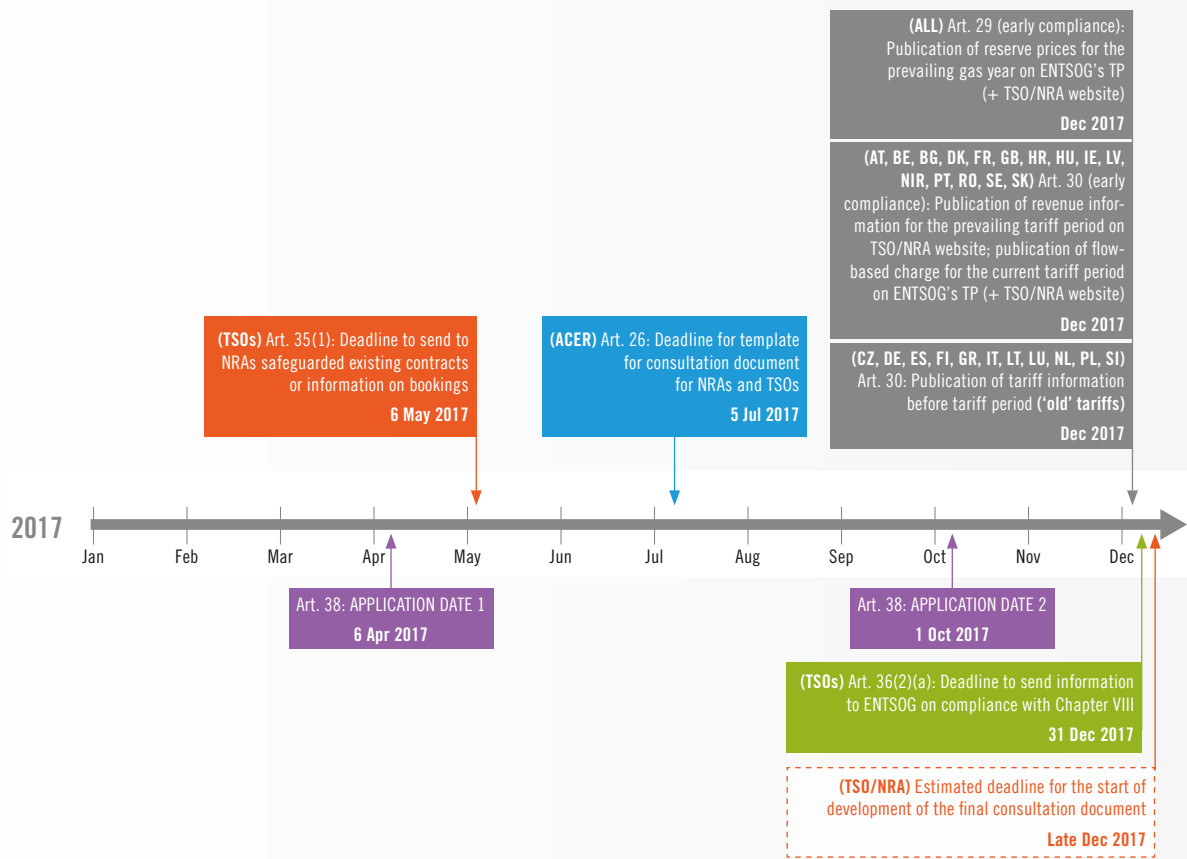 (ALL) Art. 29 (early compliance):
Publication of reserve prices for the
prevailing gas year on ENTSOG's TP
(+ TSO/NRA website)
Dec 2017
(AT, BE, BG, DK, FR, GB, HR, HU, IE, LV,
NIR, PT, RO, SE, SK) Art. 30 (early
compliance): Publication of revenue infor-
mation for the prevailing tariff period on
TSO/NRA website; publication of flow-
based charge for the current tariff period
on ENTSOG's TP (+ TSO/NRA website)
Dec 2017
(CZ, DE, ES, FI, GR, IT, LT, LU, NL, PL, SI)
Art. 30: Publication of tariff information
before tariff period ('old' tariffs)
Dec 2017
(TSOs) Art. 35(1): Deadline to send to
NRAs safeguarded existing contracts
or information on bookings
6 May 2017
(ACER) Art. 26: Deadline for template
for consultation document
for NRAs and TSOs
5 Jul 2017
2017
Jan
Feb
Mar
Apr
May
Jun
Jul
Aug
Sep
Oct
Nov
Dec
Art. 38: APPLICATION DATE 1
6 Apr 2017
Art. 38: APPLICATION DATE 2
1 Oct 2017
(TSOs) Art. 36(2)(a): Deadline to send information
to ENTSOG on compliance with Chapter VIII
31 Dec 2017
(TSO/NRA) Estimated deadline for the start of
development of the final consultation document
Late Dec 2017